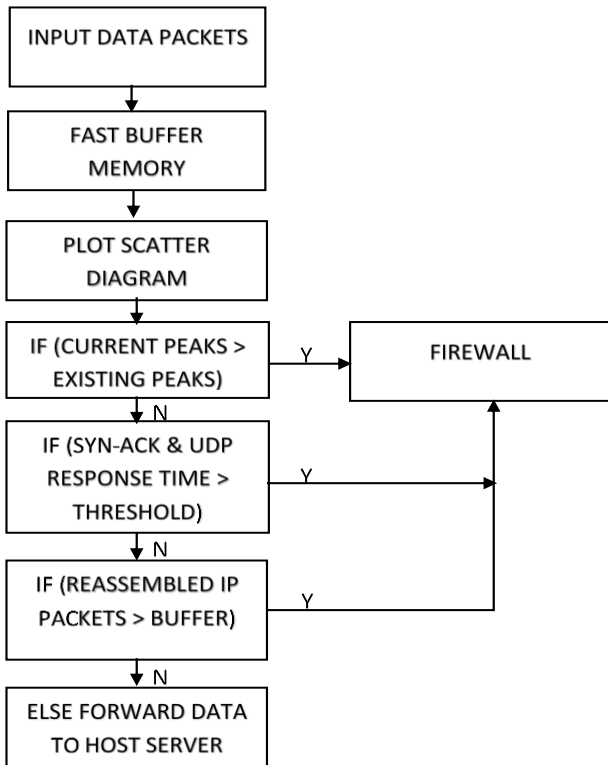 INPUT DATA PACKETS
FAST BUFFER
MEMORY
PLOT SCATTER
DIAGRAM
IF (CURRENT PEAKS >
EXISTING PEAKS)
Y
FIREWALL
N
IF (SYN-ACK & UDP
RESPONSE TIME >
THRESHOLD)
Y
N
IF (REASSEMBLED IP
PACKETS > BUFFER)
Y
N
ELSE FORWARD DATA
TO HOST SERVER